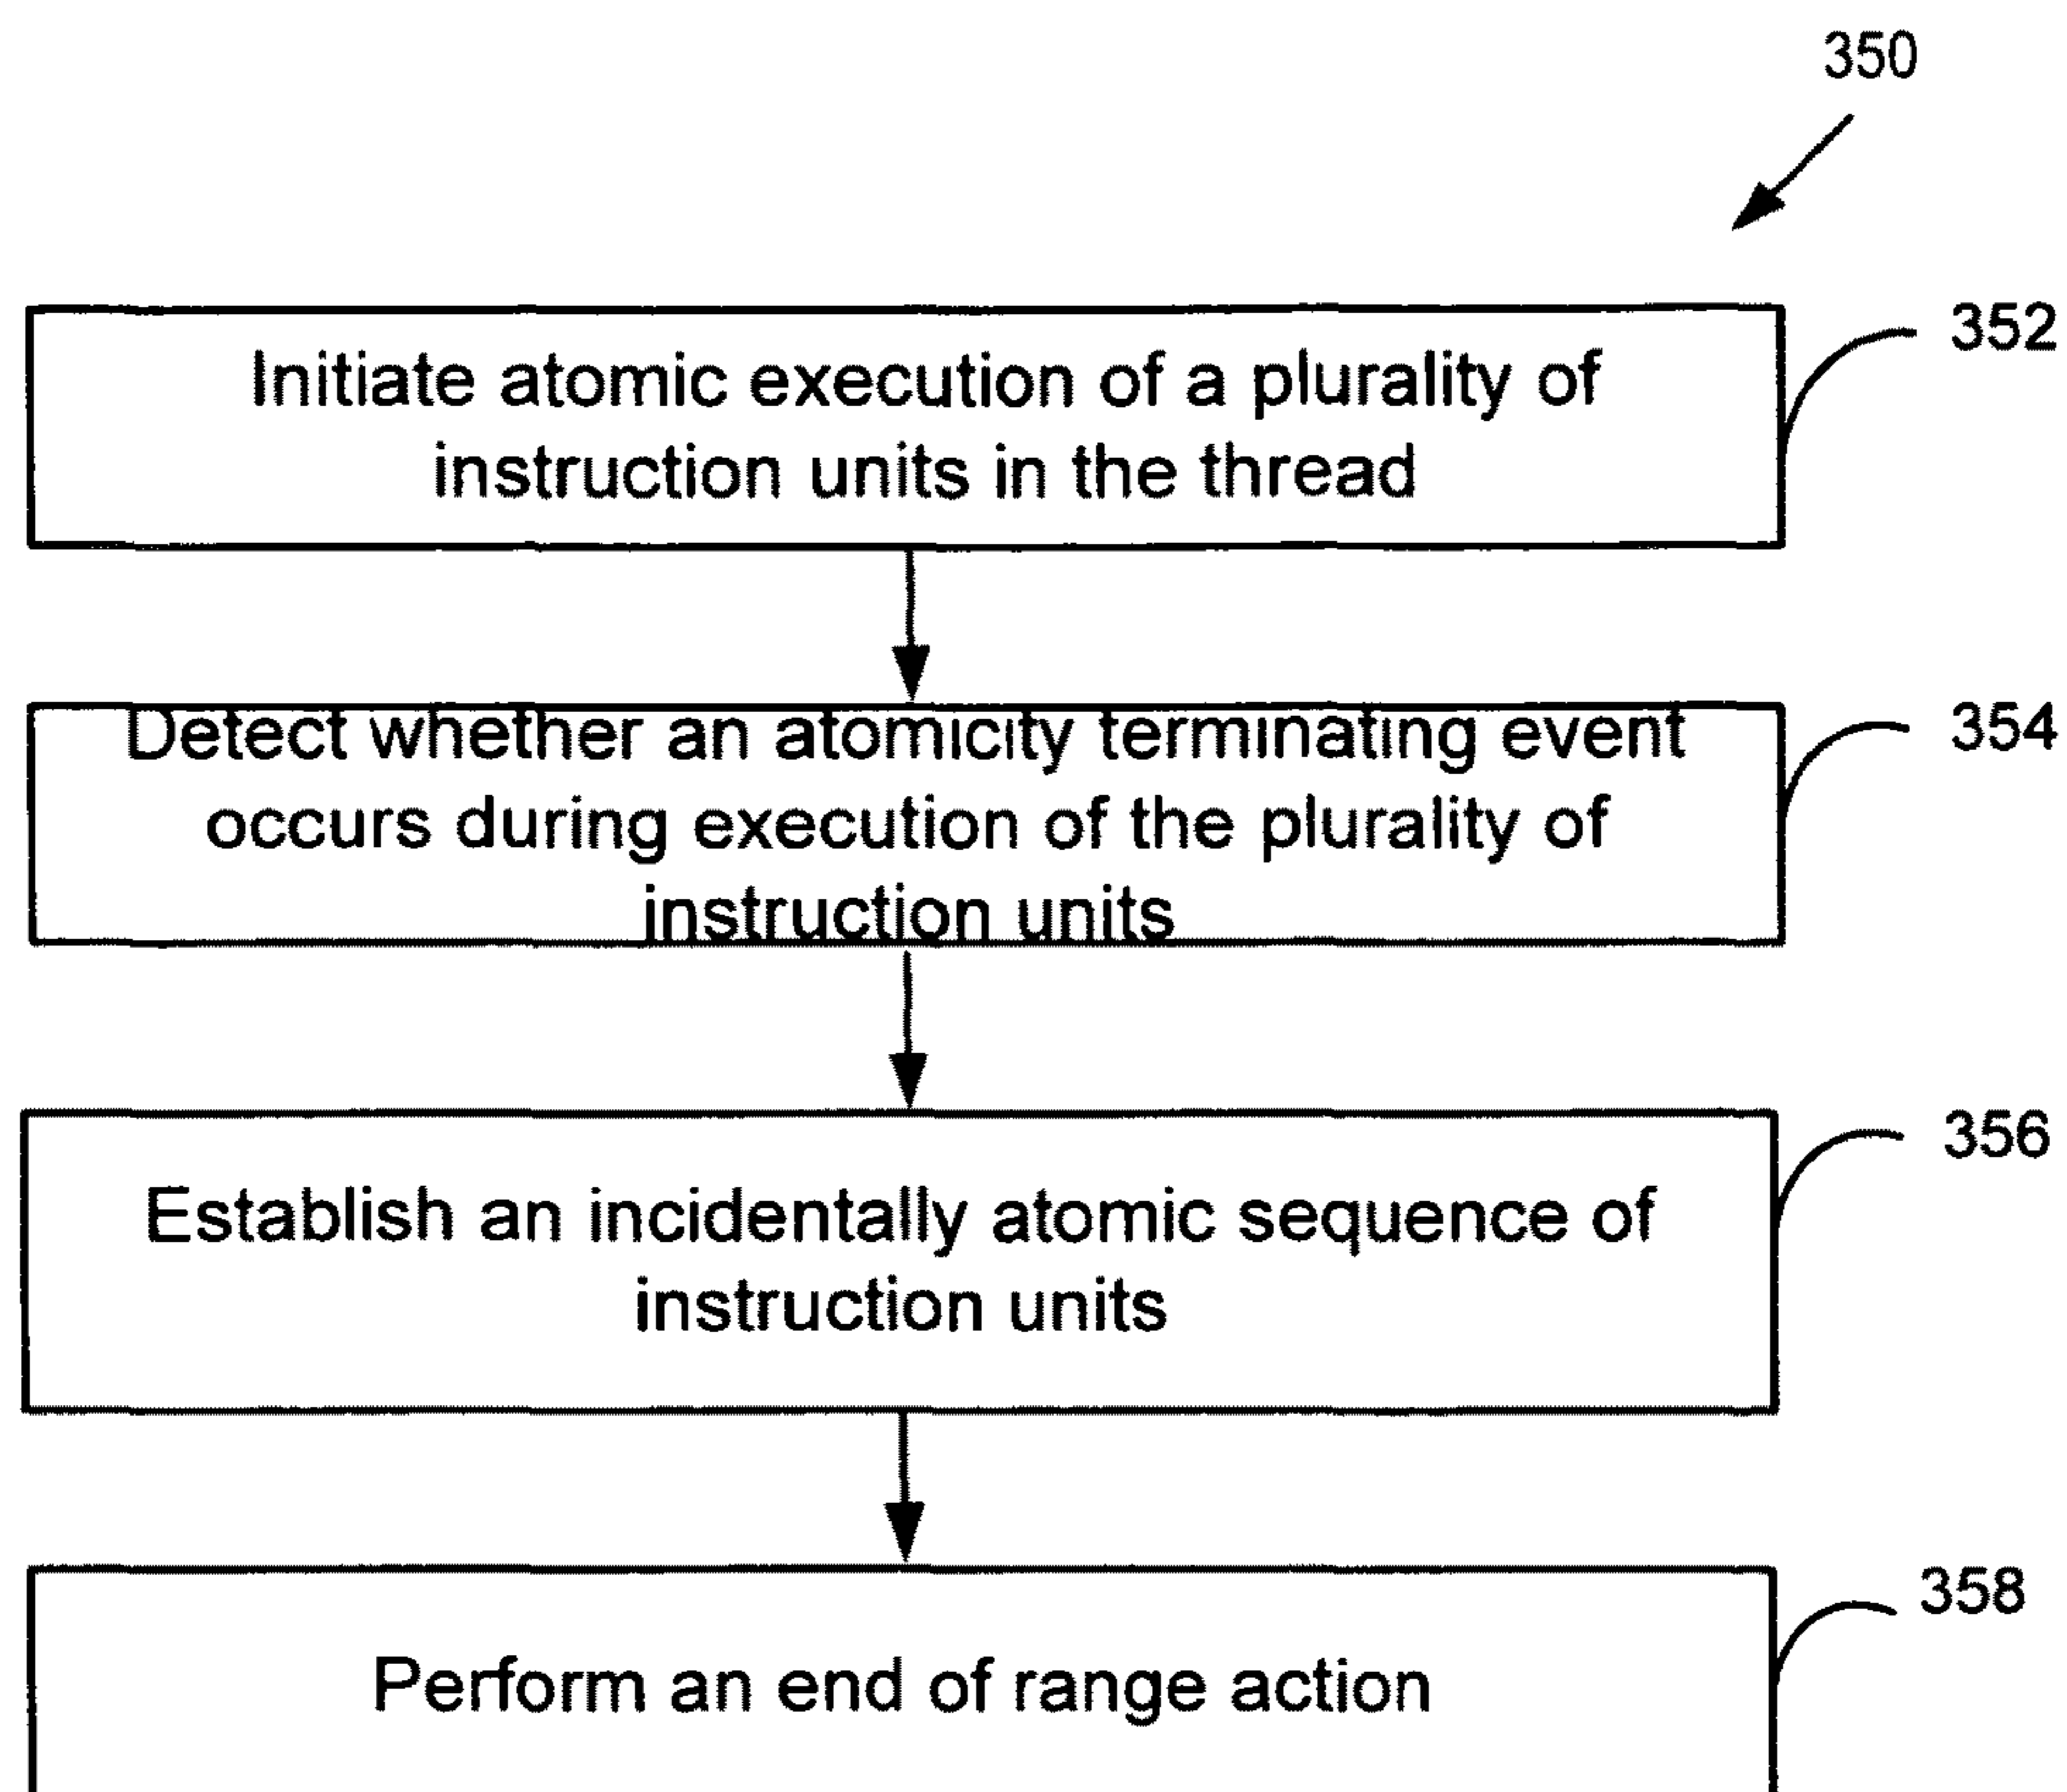 350
352
Initiate atomic execution of a plurality of
instruction units in the thread
354
Detect whether an atomicity terminating event
occurs during execution of the plurality of
instruction units
356
Establish an incidentally atomic sequence of
instruction units
358
Perform an end of range action